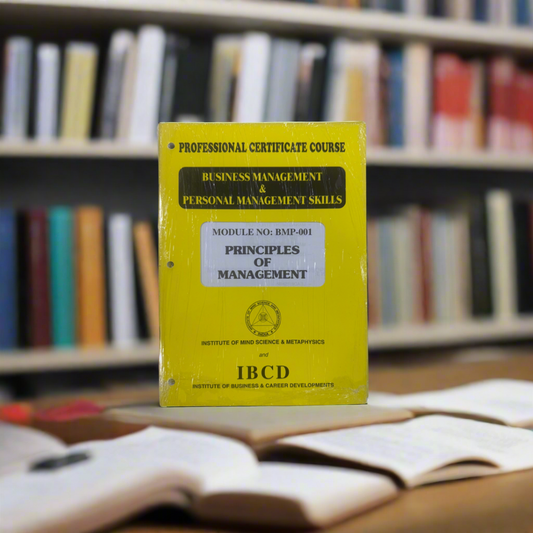 PROFESSIONAL CERTIFICATE COURSE
BUSINESS MANAGEMENT
&
PERSONAL MANAGEMENT SKILLS
MODULE NO: BMP-001
PRINCIPLES
OF
MANAGEMENT
INSTITUTE OF MIND SCIENCE & METAPHYSICS
and
IBCD
INSTITUTE OF BUSINESS & CAREER DEVELOPMENTS